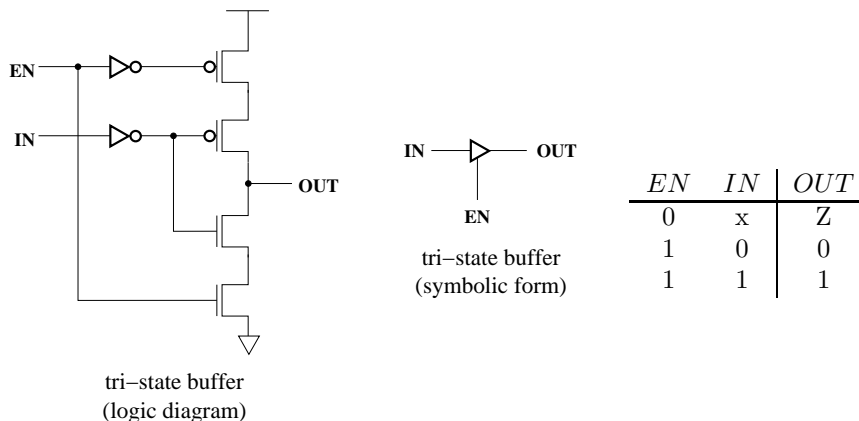 EN
IN
OUT
tri−state buffer
(logic diagram)
IN
OUT
EN
tri−state buffer
(symbolic form)
EN IN OUT
0 x Z
1 0 0
1 1 1